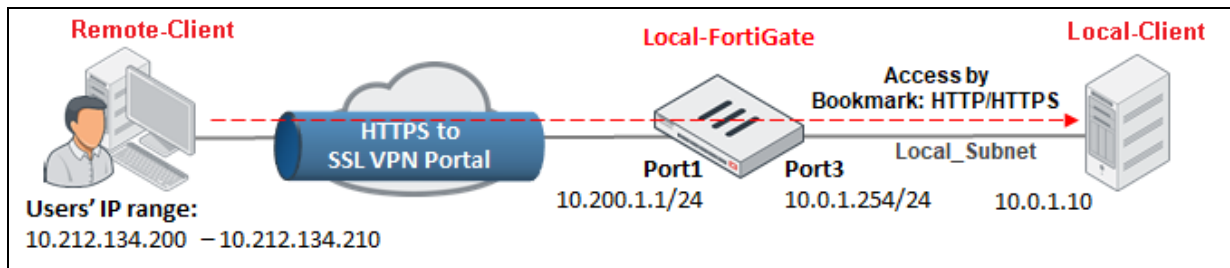 Remote-Client
Local-FortiGate
Local-Client
Access by
Bookmark: HTTP/HTTPS
HTTPS to
SSL VPN Portal
Local_Subnet
Port1
Port3
10.200.1.1/24
10.0.1.254/24
10.0.1.10
Users' IP range:
10.212.134.200 – 10.212.134.210